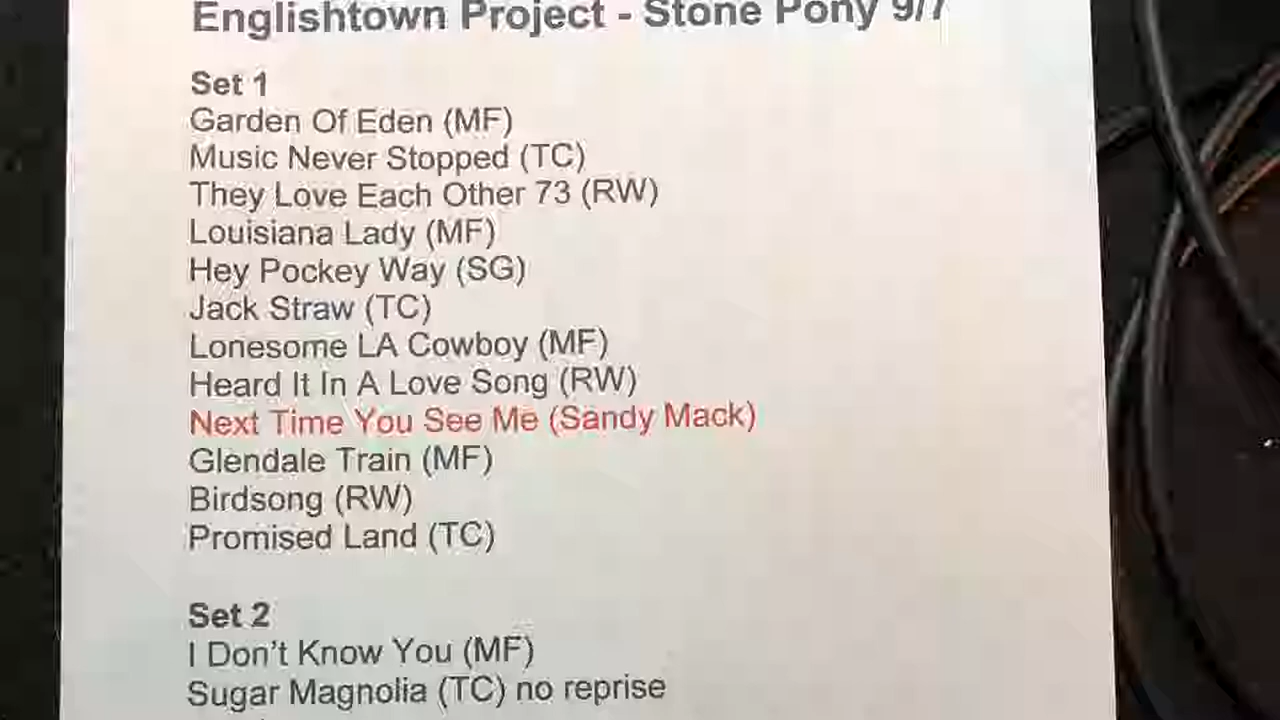 Englishtown Project - Stone Pony 9/7
Set 1
Garden Of Eden (MF)
Music Never Stopped (TC)
They Love Each Other 73 (RW)
Louisiana Lady (MF)
Hey Pockey Way (SG)
Jack Straw (TC)
Lonesome LA Cowboy (MF)
Heard It In A Love Song (RW)
Next Time You See Me (Sandy Mack)
Glendale Train (MF)
Birdsong (RW)
Promised Land (TC)
Set 2
I Don't Know You (MF)
Sugar Magnolia (TC) no reprise